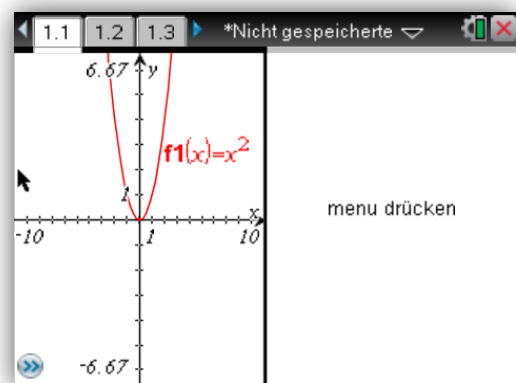 1.1 1.2 1.3 *Nicht gespeicherte
6.67 y
f1(x)=x²
1
x
-10 1 10
-6.67
menu drücken